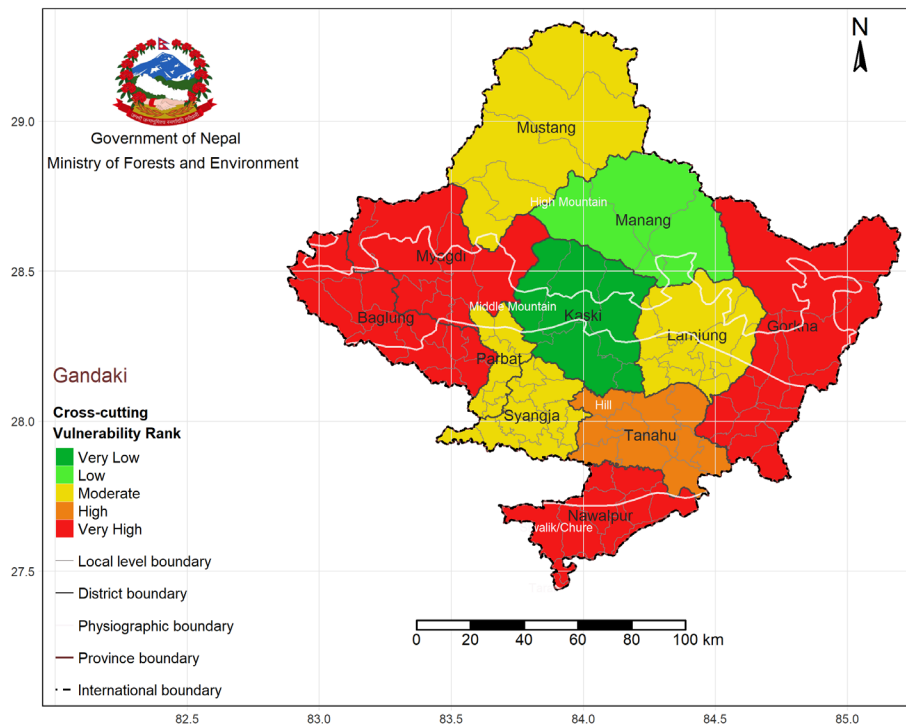 N
Government of Nepal
Ministry of Forests and Environment
29.0
28.5
28.0
27.5
Mustang
High Mountain
Manang
Myagdi
Middle Mountain
Kaski
Baglung
Lamjung
Gorkha
Parbat
Syangja
Hill
Tanahu
Nawalpur
walik/Chure
Gandaki
Cross-cutting
Vulnerability Rank
Very Low
Low
Moderate
High
Very High
Local level boundary
District boundary
Physiographic boundary
Province boundary
International boundary
0 20 40 60 80 100 km
82.5 83.0 83.5 84.0 84.5 85.0